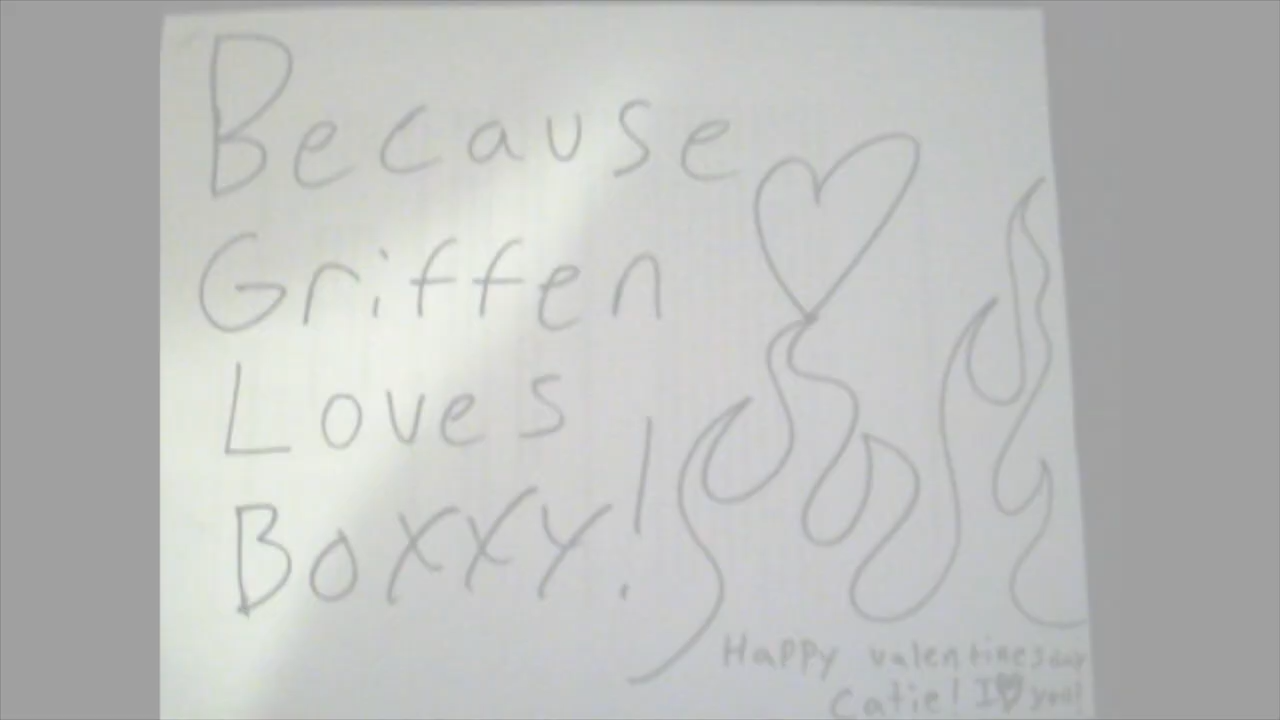 Because
Griffen
Loves
Boxxy!
Happy valentines day
Catie! I ♥ you!